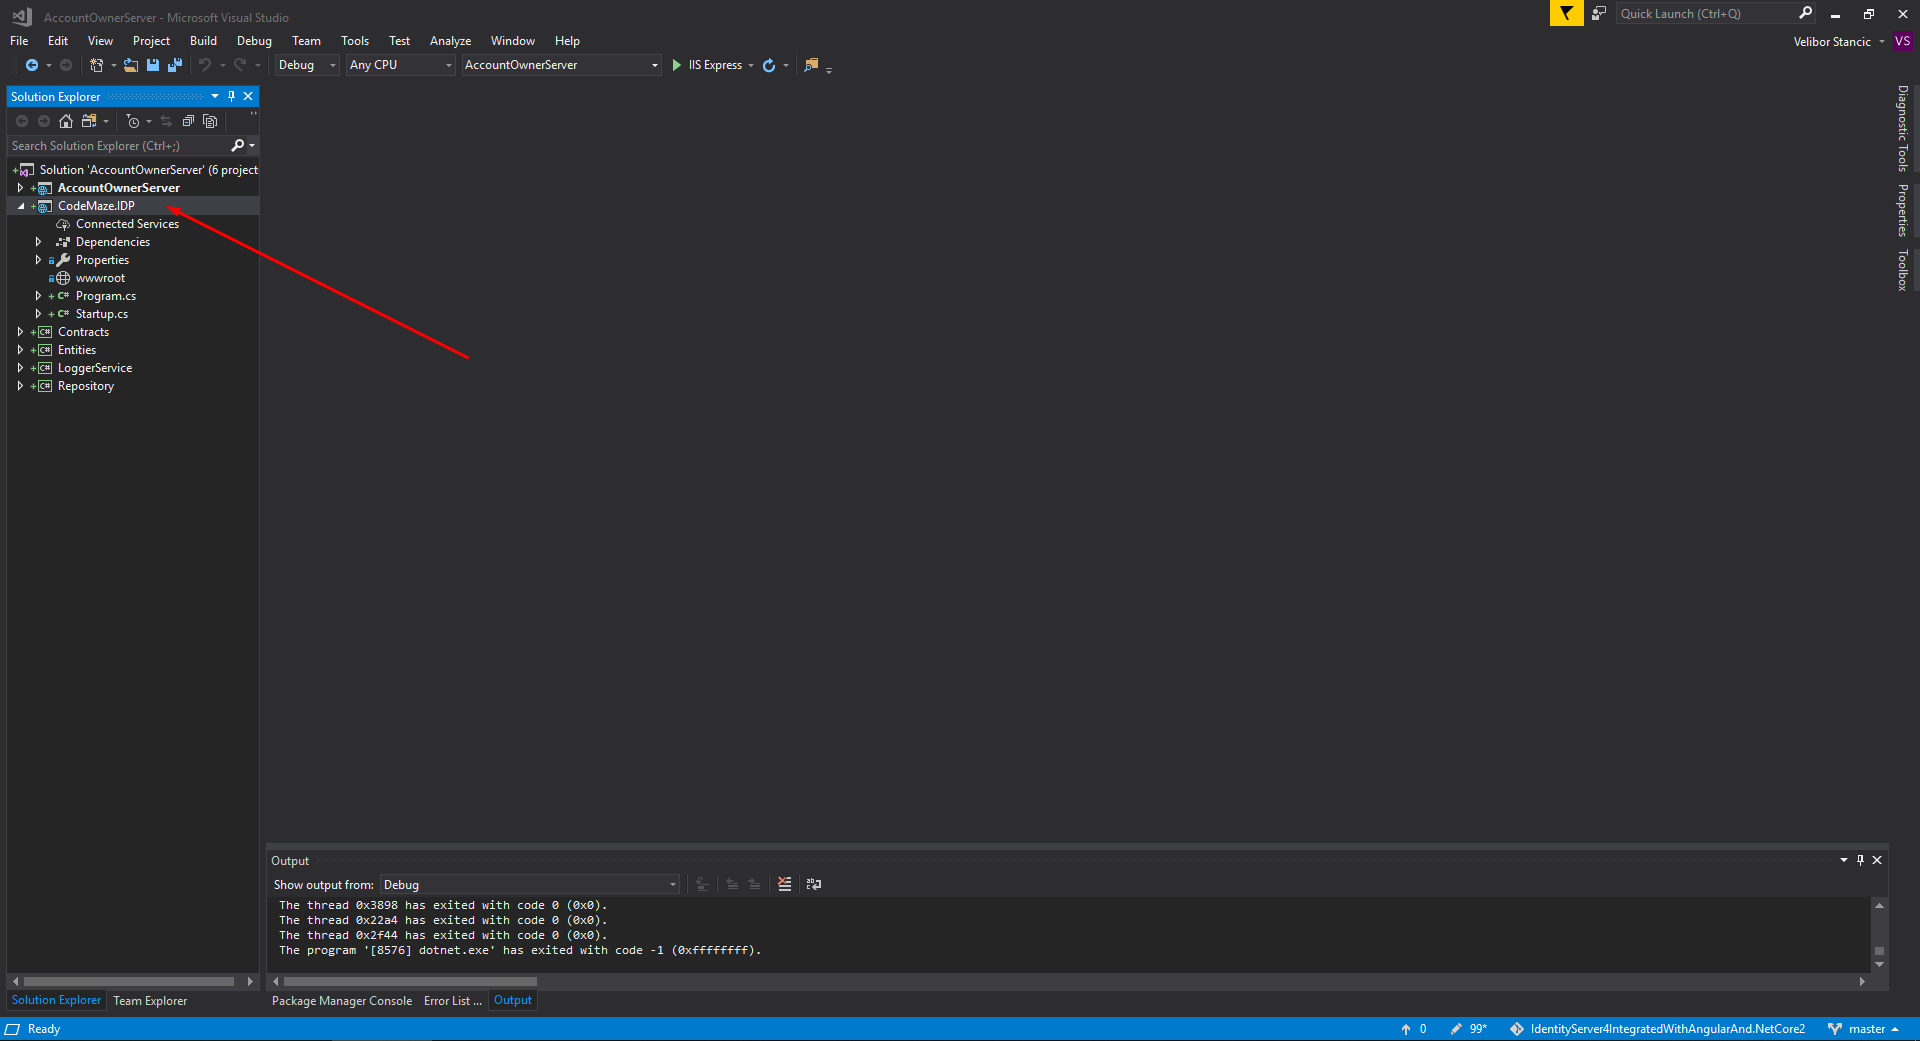 AccountOwnerServer - Microsoft Visual Studio
Quick Launch (Ctrl+Q)
File Edit View Project Build Debug Team Tools Test Analyze Window Help
Velibor Stancic VS
Debug Any CPU AccountOwnerServer IIS Express
Solution Explorer
Search Solution Explorer (Ctrl+;)
Solution 'AccountOwnerServer' (6 project
AccountOwnerServer
CodeMaze.IDP
Connected Services
Dependencies
Properties
wwwroot
C# Program.cs
C# Startup.cs
C# Contracts
C# Entities
C# LoggerService
C# Repository
Diagnostic Tools
Properties
Toolbox
Output
Show output from: Debug
The thread 0x3898 has exited with code 0 (0x0).
The thread 0x22a4 has exited with code 0 (0x0).
The thread 0x2f44 has exited with code 0 (0x0).
The program '[8576] dotnet.exe' has exited with code -1 (0xffffffff).
Solution Explorer Team Explorer
Package Manager Console Error List ... Output
Ready
0 99* IdentityServer4IntegratedWithAngularAnd.NetCore2 master